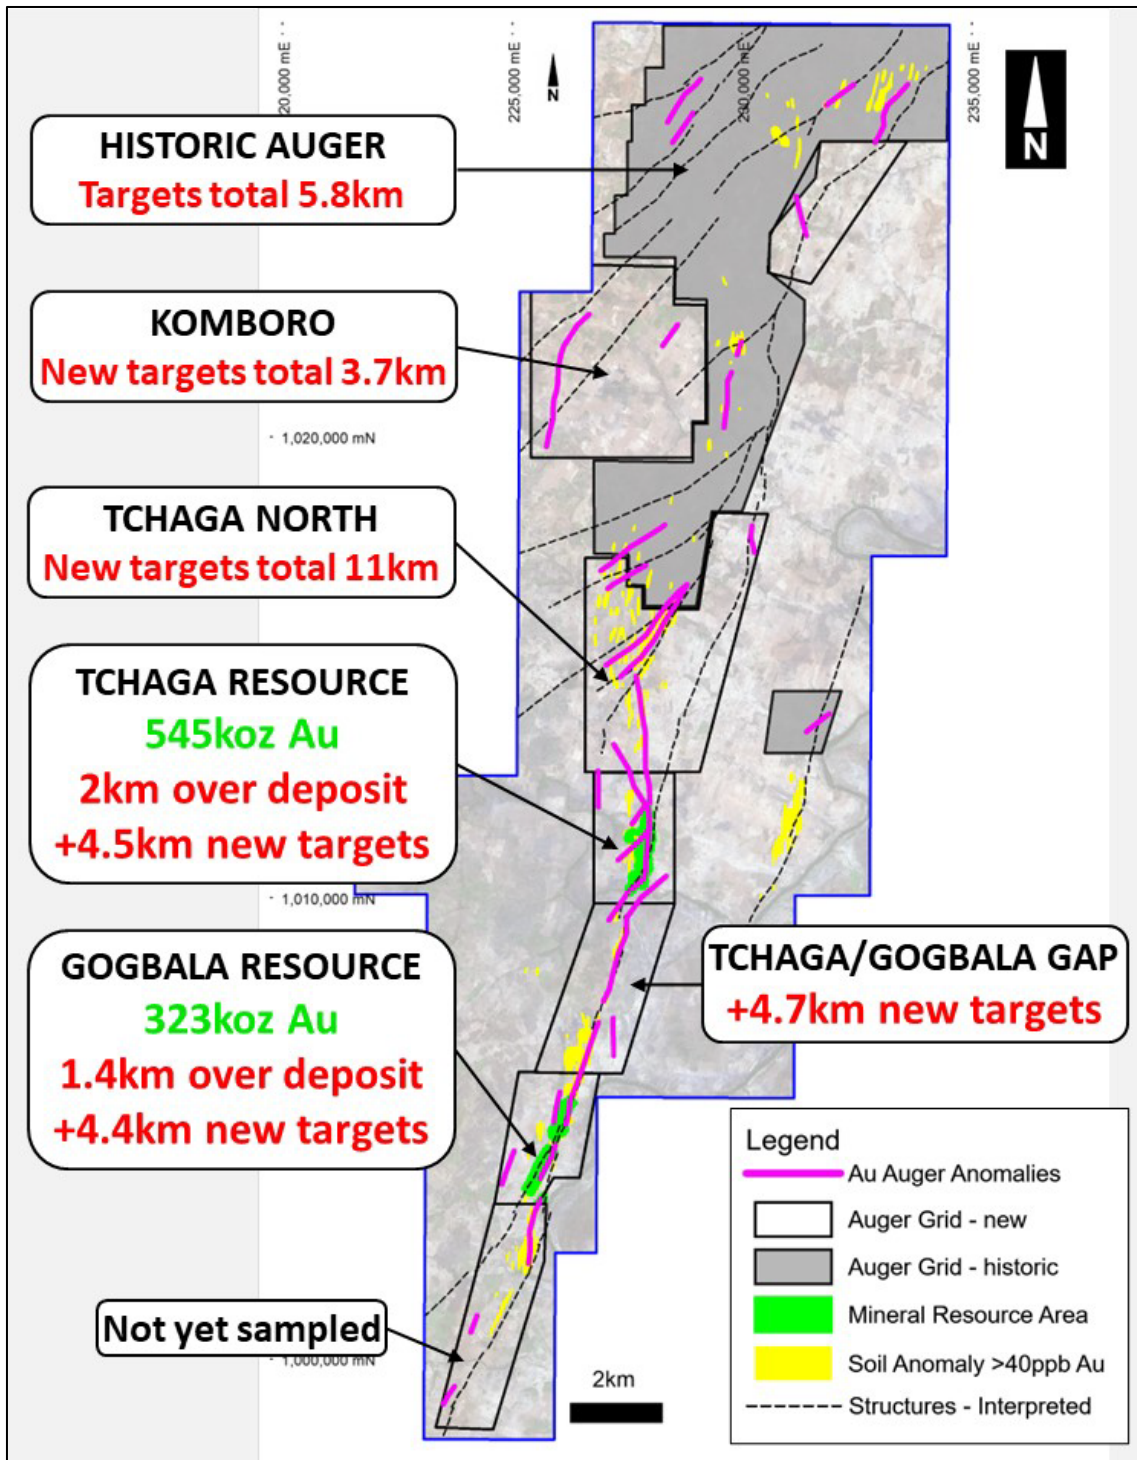 20,000 mE
225,000 mE
230,000 mE
235,000 mE
N
N
HISTORIC AUGER
Targets total 5.8km
KOMBORO
New targets total 3.7km
· 1,020,000 mN
TCHAGA NORTH
New targets total 11km
TCHAGA RESOURCE
545koz Au
2km over deposit
+4.5km new targets
· 1,010,000 mN
GOGBALA RESOURCE
323koz Au
1.4km over deposit
+4.4km new targets
TCHAGA/GOGBALA GAP
+4.7km new targets
Not yet sampled
· 1,000,000 mN
2km
Legend
Au Auger Anomalies
Auger Grid - new
Auger Grid - historic
Mineral Resource Area
Soil Anomaly >40ppb Au
Structures - Interpreted